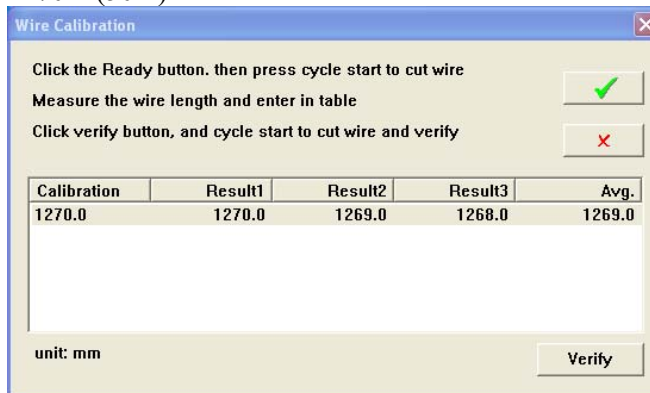 Wire Calibration
Click the Ready button. then press cycle start to cut wire
Measure the wire length and enter in table
Click verify button, and cycle start to cut wire and verify
Calibration Result1 Result2 Result3 Avg.
1270.0 1270.0 1269.0 1268.0 1269.0
unit: mm
Verify